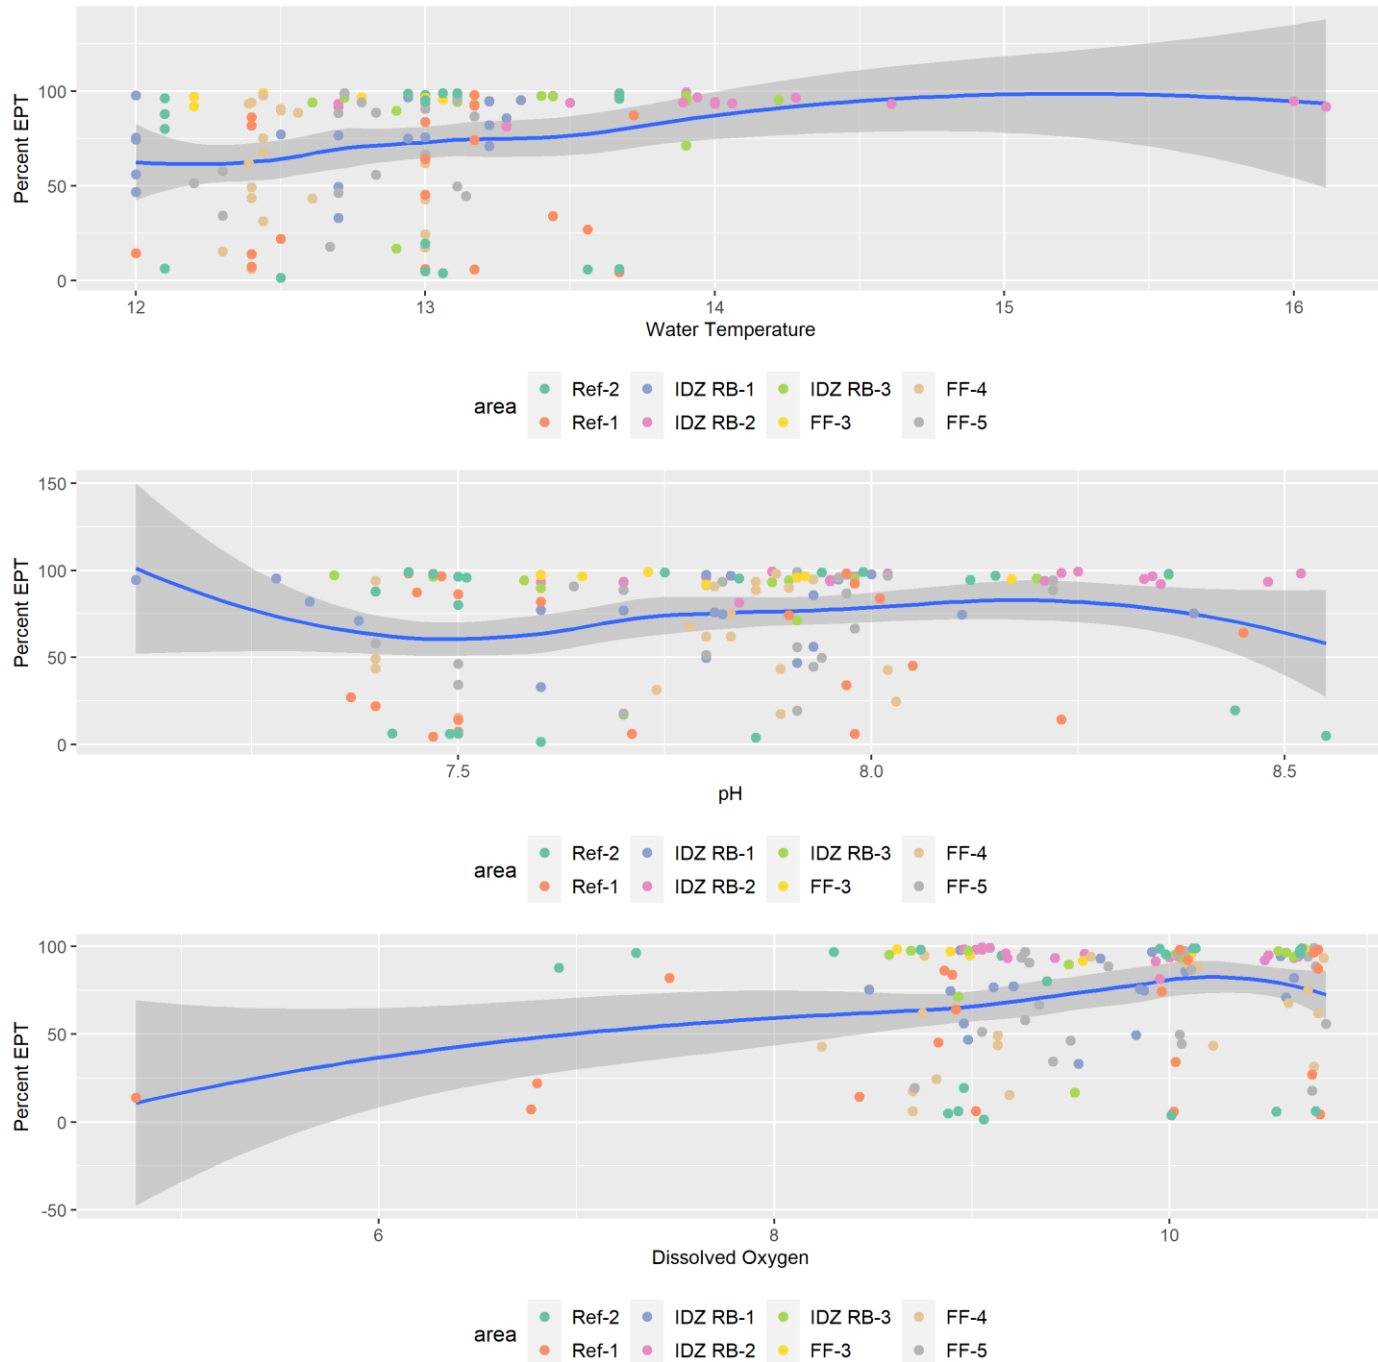 100
50
0
Percent EPT
12 13 14 15 16
Water Temperature
area
Ref-2 IDZ RB-1 IDZ RB-3 FF-4
Ref-1 IDZ RB-2 FF-3 FF-5
150
100
50
0
Percent EPT
7.5 8.0 8.5
pH
area
Ref-2 IDZ RB-1 IDZ RB-3 FF-4
Ref-1 IDZ RB-2 FF-3 FF-5
100
50
0
-50
Percent EPT
6 8 10
Dissolved Oxygen
area
Ref-2 IDZ RB-1 IDZ RB-3 FF-4
Ref-1 IDZ RB-2 FF-3 FF-5